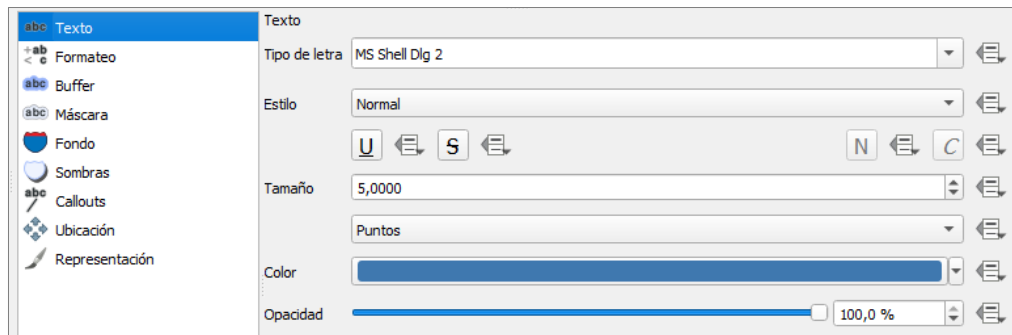 abc Texto
+ab
< c Formateo
abc Buffer
abc Máscara
Fondo
Sombras
abc Callouts
Ubicación
Representación
Texto
Tipo de letra MS Shell Dlg 2
Estilo Normal
U S N C
Tamaño 5,0000
Puntos
Color
Opacidad 100,0 %